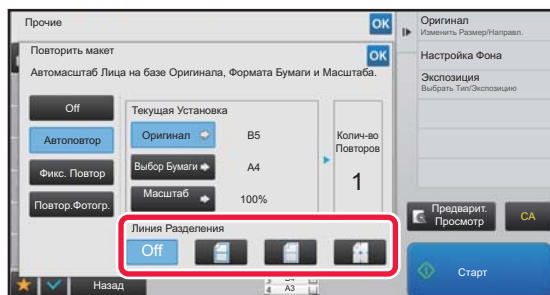 Прочие
OK
Повторить макет
OK
Автомасштаб Лица на базе Оригинала, Формата Бумаги и Масштаба.
Off
Автоповтор
Фикс. Повтор
Повтор.Фотогр.
Текущая Установка
Оригинал
B5
Выбор Бумаги
A4
Масштаб
100%
Колич-во
Повторов
1
Линия Разделения
Off
Назад
4 A3
Оригинал
Изменить Размер/Направл.
Настройка Фона
Экспозиция
Выбрать Тип/Экспозицию
Предварит.
Просмотр
CA
Старт